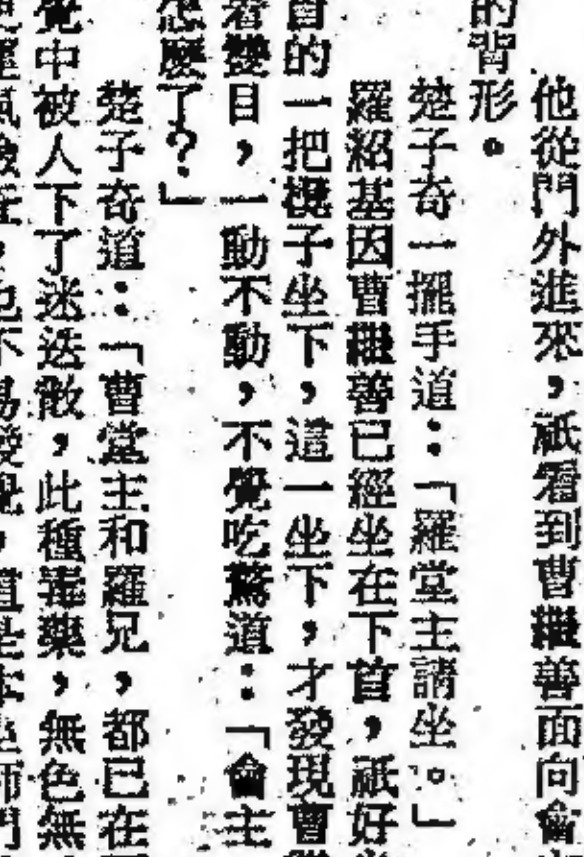 他從門外進來，祇看到曹繼善面向會
的背形。
楚子奇一擺手道：「羅堂主請坐。」
羅紹基因曹繼善已經坐在下首，祇好
首的一把椅子坐下，這一坐下，才發現曹
着雙目，一動不動，不覺吃驚道：「會主
怎麼了？」
楚子奇道：「曹堂主和羅兄，都已在
覺中被人下了迷迭散，此種毒藥，無色無